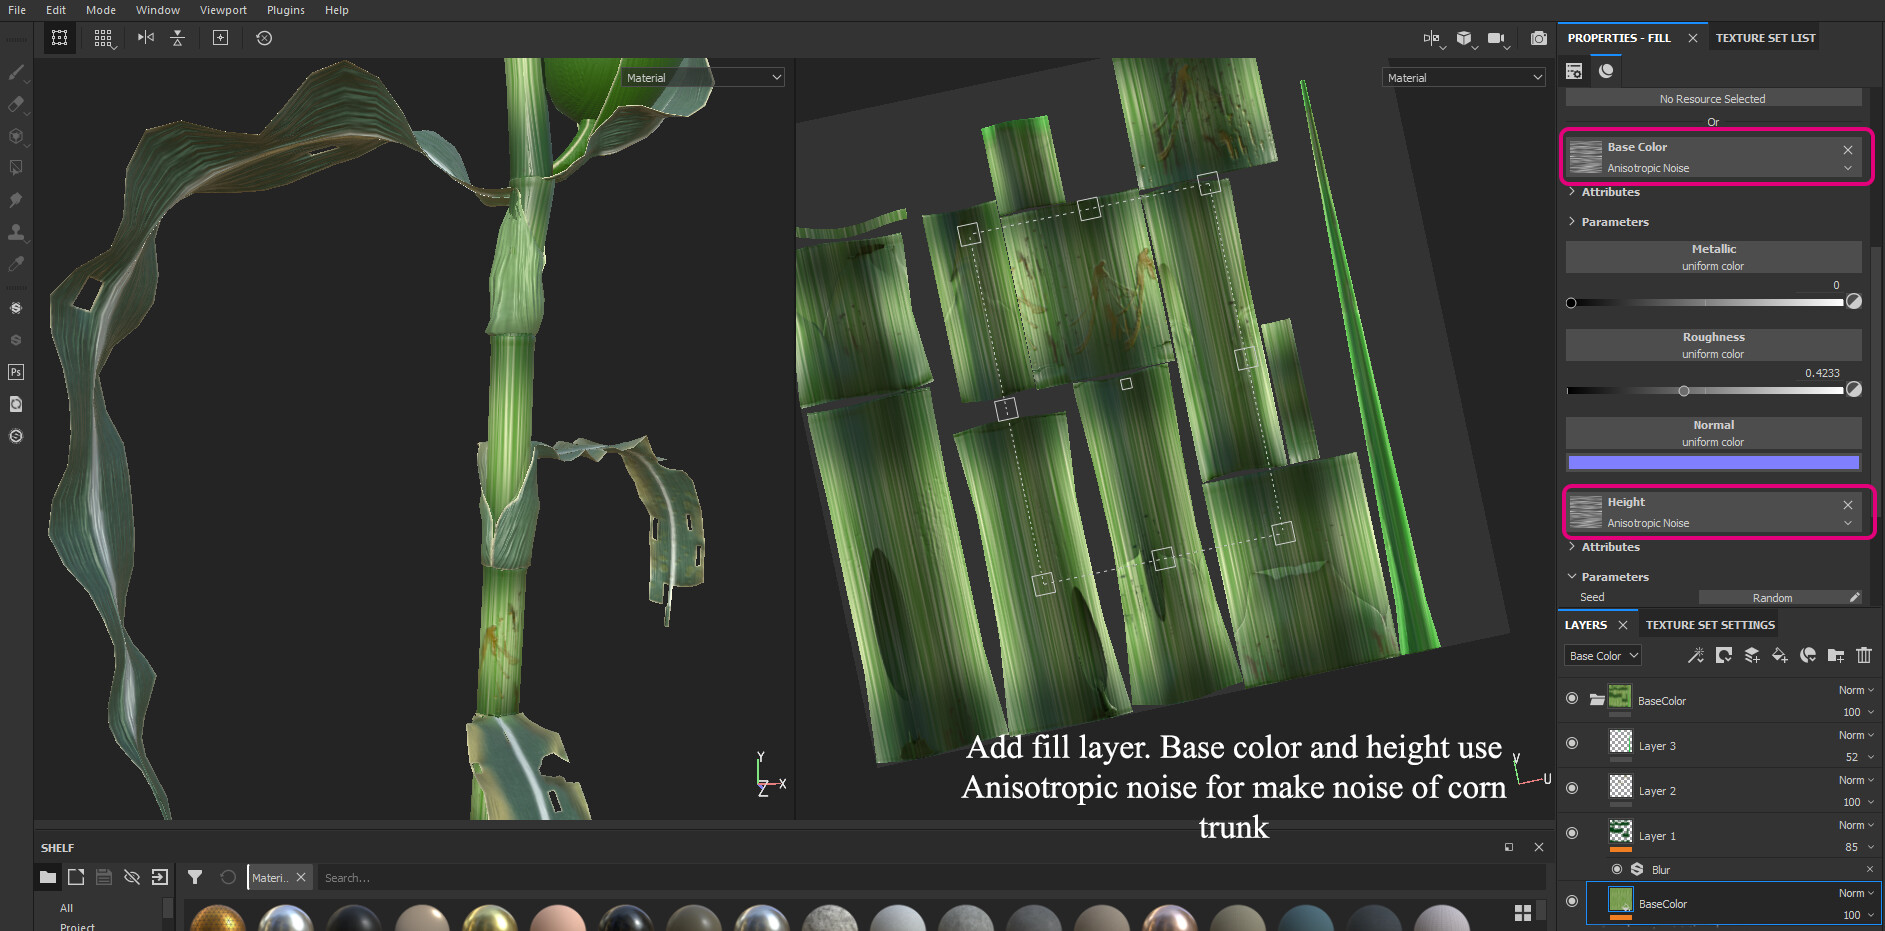 File Edit Mode Window Viewport Plugins Help
Material
Material
PROPERTIES - FILL
TEXTURE SET LIST
No Resource Selected
Or
Base Color
Anisotropic Noise
Attributes
Parameters
Metallic
uniform color
0
Roughness
uniform color
0.4233
Normal
uniform color
Height
Anisotropic Noise
Attributes
Parameters
Seed Random
LAYERS
TEXTURE SET SETTINGS
Base Color
BaseColor Norm 100
Layer 3 Norm 52
Layer 2 Norm 100
Layer 1 Norm 85
Blur
BaseColor Norm 100
Ps
Y
X
Z
V
U
Add fill layer. Base color and height use
Anisotropic noise for make noise of corn
trunk
SHELF
Materi..
Search...
All
Project